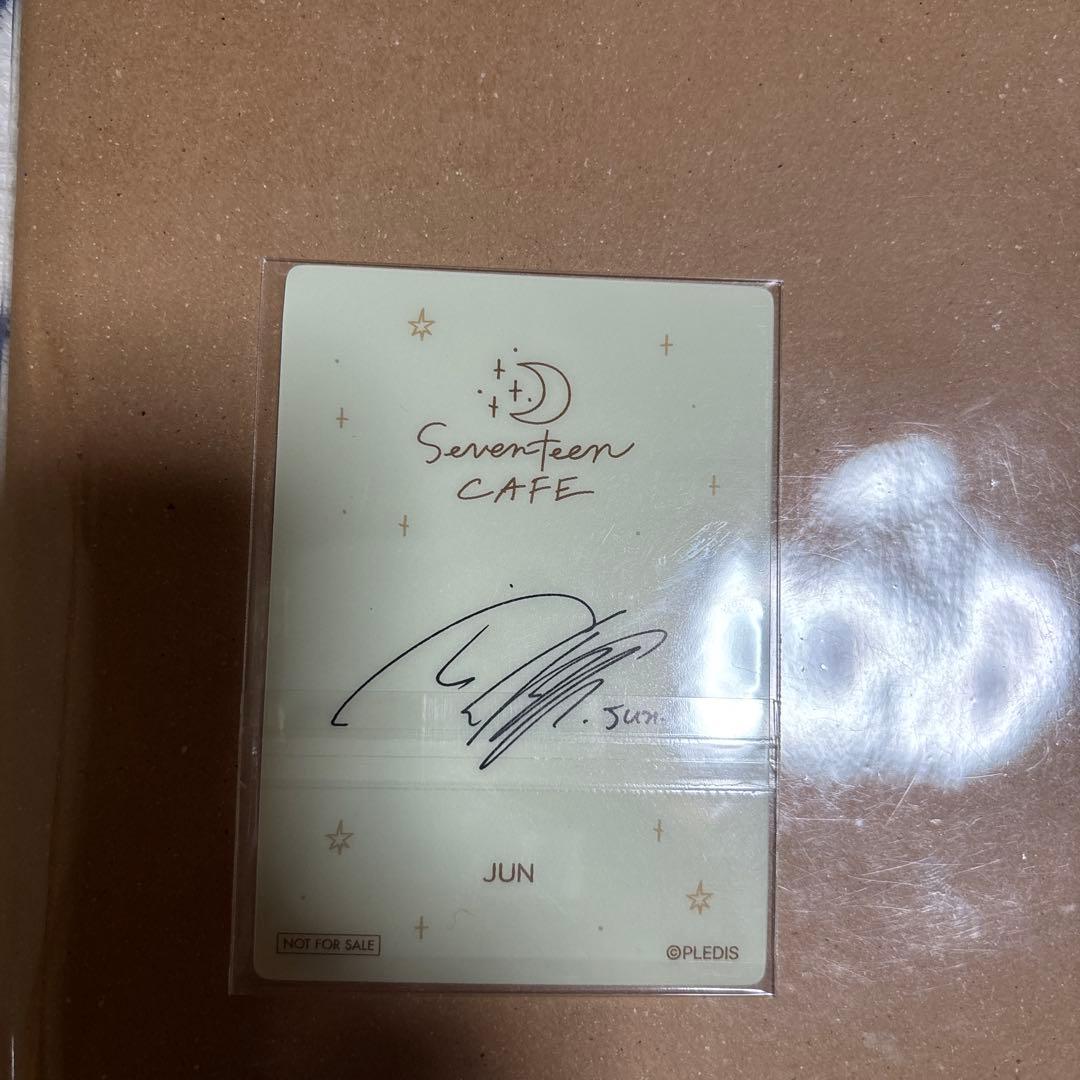 Seventeen
CAFE
Jun.
JUN
NOT FOR SALE
©PLEDIS